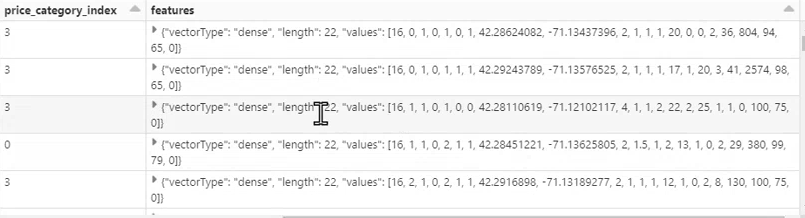 price_category_index features
3 {"vectorType": "dense", "length": 22, "values": [16, 0, 1, 0, 1, 0, 1, 42.28624082, -71.13437396, 2, 1, 1, 1, 20, 0, 0, 2, 36, 804, 94,
65, 0]}
3 {"vectorType": "dense", "length": 22, "values": [16, 0, 1, 0, 1, 1, 1, 42.29243789, -71.13576525, 2, 1, 1, 1, 17, 1, 20, 3, 41, 2574, 98,
65, 0]}
3 {"vectorType": "dense", "length": 22, "values": [16, 1, 1, 0, 1, 0, 0, 42.28110619, -71.12102117, 4, 1, 1, 2, 22, 2, 25, 1, 1, 0, 100, 75,
0]}
0 {"vectorType": "dense", "length": 22, "values": [16, 1, 1, 0, 2, 1, 1, 42.28451221, -71.13625805, 2, 1.5, 1, 2, 13, 1, 0, 2, 29, 380, 99,
79, 0]}
3 {"vectorType": "dense", "length": 22, "values": [16, 2, 1, 0, 2, 1, 1, 42.2916898, -71.13189277, 2, 1, 1, 1, 12, 1, 0, 2, 8, 130, 100, 75,
0]}